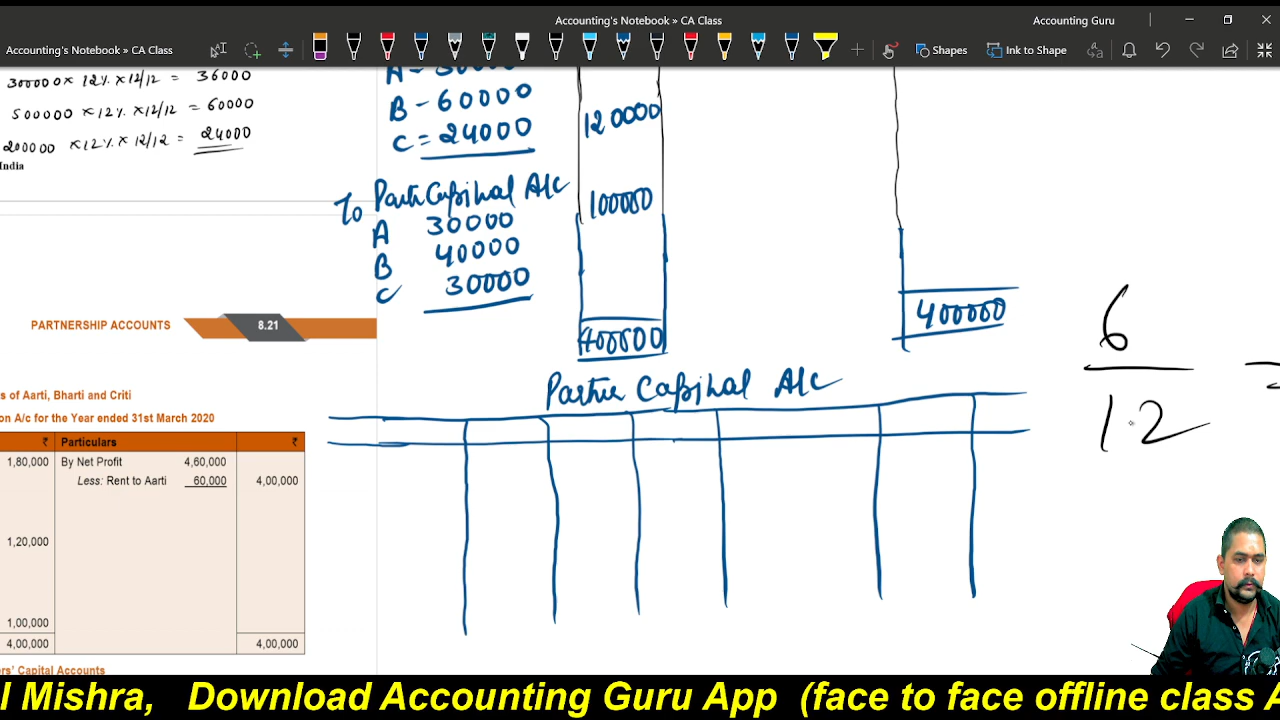 Accounting's Notebook » CA Class
Accounting Guru
Accounting's Notebook » CA Class
Shapes
Ink to Shape
300000 x 12% x 12/12 = 36000
500000 x 12% x 12/12 = 60000
200000 x 12% x 12/12 = 24000
India
B - 60000
C = 24000
120000
To Partner Capital A/c
100000
A 30000
B 40000
C 30000
400000
400000
PARTNERSHIP ACCOUNTS 8.21
s of Aarti, Bharti and Criti
on A/c for the Year ended 31st March 2020
₹ Particulars ₹
1,80,000 By Net Profit 4,60,000
Less: Rent to Aarti 60,000 4,00,000
1,20,000
1,00,000
4,00,000 4,00,000
rs' Capital Accounts
Partner Capital A/c
6
12
l Mishra, Download Accounting Guru App (face to face offline class A